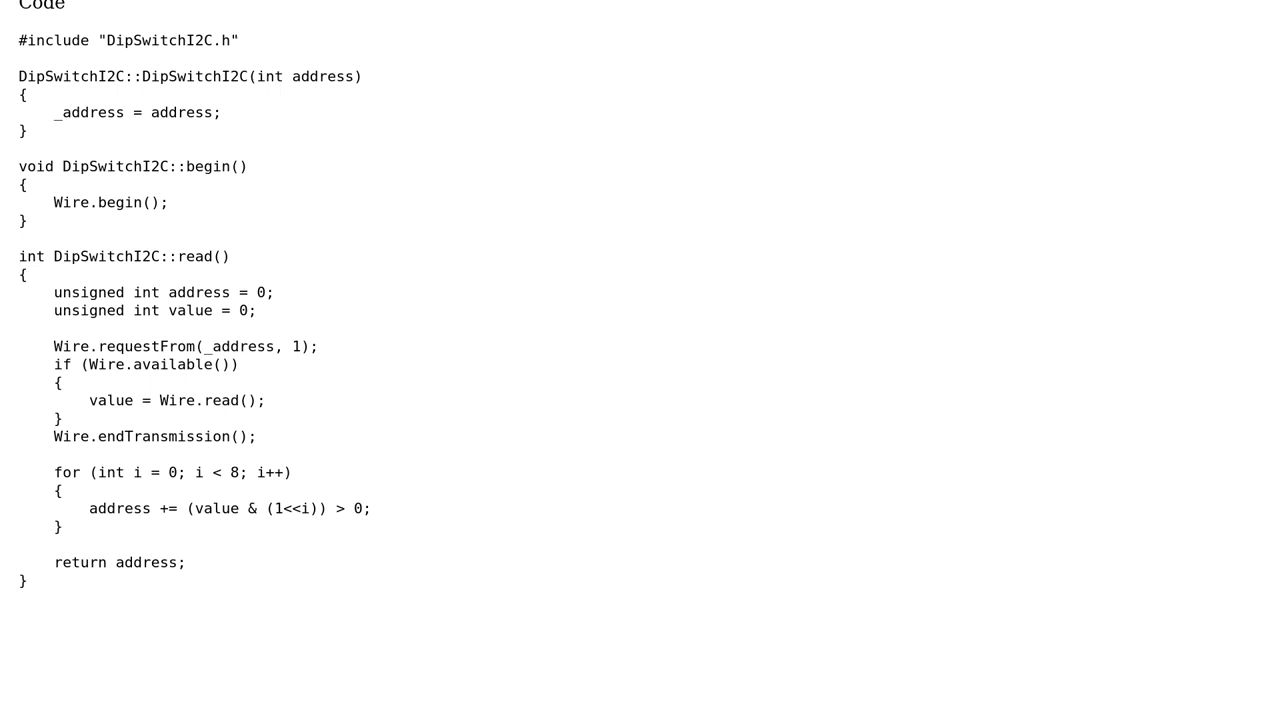 Code
#include "DipSwitchI2C.h"
DipSwitchI2C::DipSwitchI2C(int address)
{
    _address = address;
}
void DipSwitchI2C::begin()
{
    Wire.begin();
}
int DipSwitchI2C::read()
{
    unsigned int address = 0;
    unsigned int value = 0;
    Wire.requestFrom(_address, 1);
    if (Wire.available())
    {
        value = Wire.read();
    }
    Wire.endTransmission();
    for (int i = 0; i < 8; i++)
    {
        address += (value & (1<<i)) > 0;
    }
    return address;
}